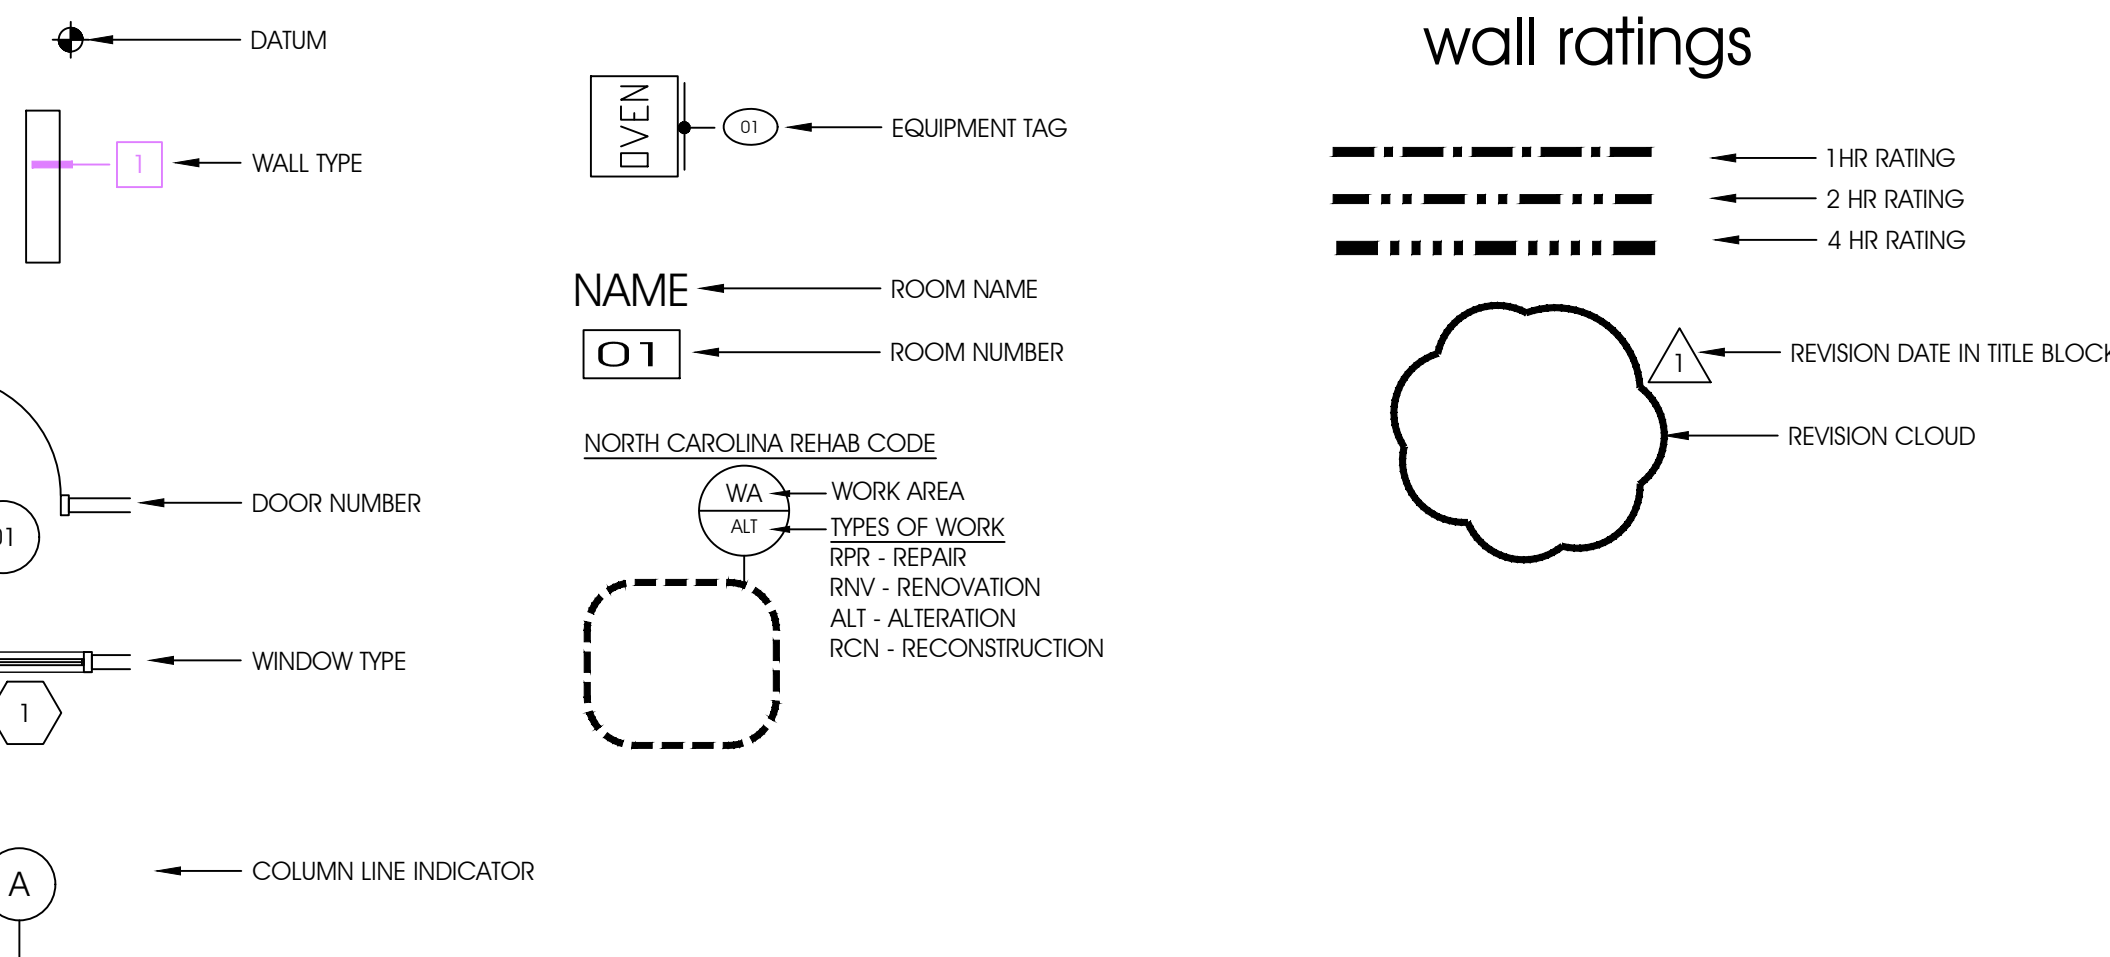 DATUM
1
WALL TYPE
DOOR NUMBER
01
WINDOW TYPE
1
A
COLUMN LINE INDICATOR
OVEN
01
EQUIPMENT TAG
NAME
ROOM NAME
01
ROOM NUMBER
NORTH CAROLINA REHAB CODE
WA
WORK AREA
ALT
TYPES OF WORK
RPR - REPAIR
RNV - RENOVATION
ALT - ALTERATION
RCN - RECONSTRUCTION
wall ratings
1HR RATING
2 HR RATING
4 HR RATING
1
REVISION DATE IN TITLE BLOCK
REVISION CLOUD